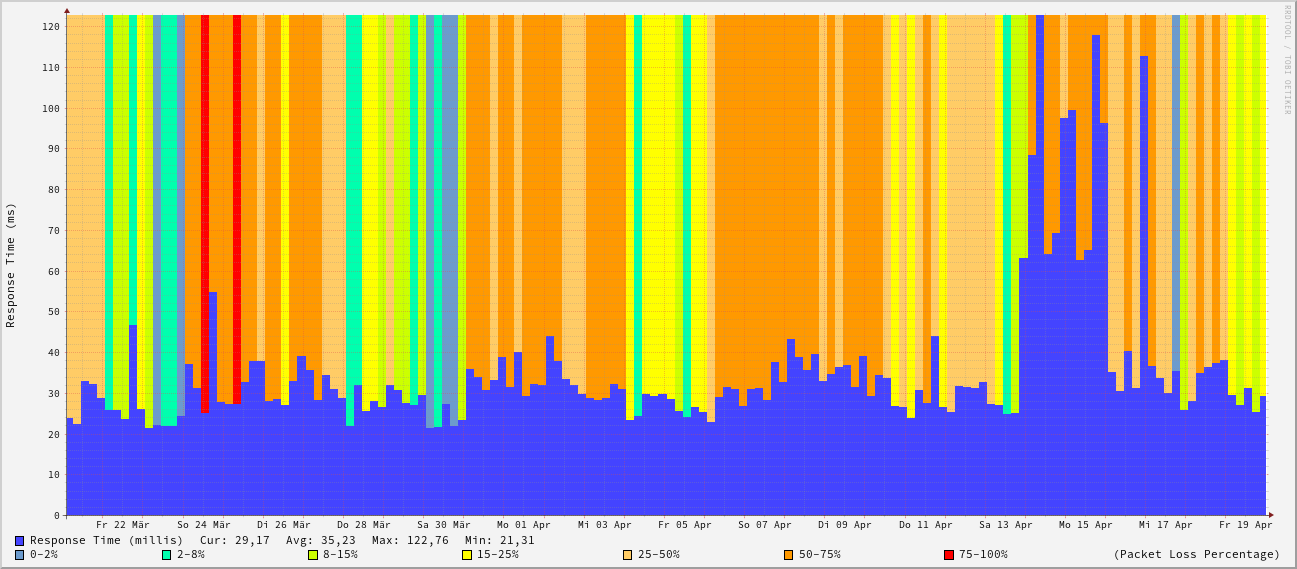 RRDTOOL / TOBI OETIKER
Response Time (ms)
120
110
100
90
80
70
60
50
40
30
20
10
0
Fr 22 Mär So 24 Mär Di 26 Mär Do 28 Mär Sa 30 Mär Mo 01 Apr Mi 03 Apr Fr 05 Apr So 07 Apr Di 09 Apr Do 11 Apr Sa 13 Apr Mo 15 Apr Mi 17 Apr Fr 19 Apr
Response Time (millis) Cur: 29,17 Avg: 35,23 Max: 122,76 Min: 21,31
0-2% 2-8% 8-15% 15-25% 25-50% 50-75% 75-100% (Packet Loss Percentage)